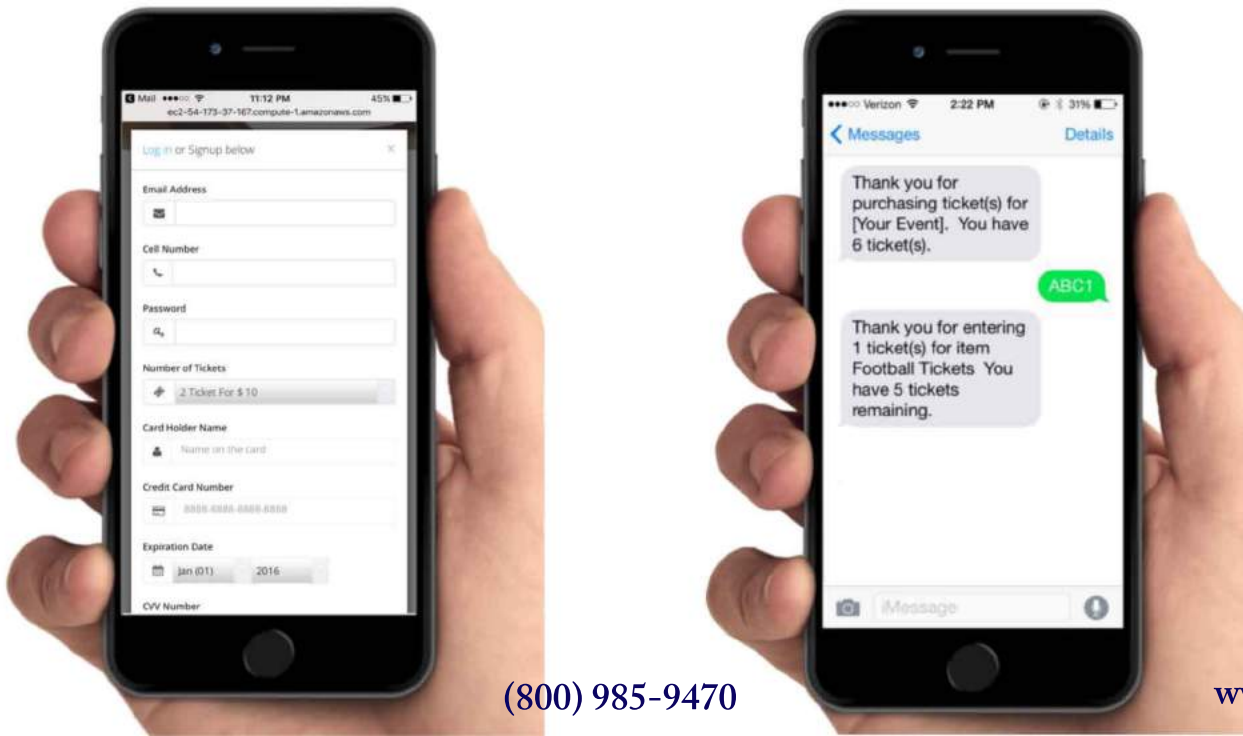 Mail 11:12 PM 45%
ec2-54-173-37-167.compute-1.amazonaws.com
Log in or Signup below ×
Email Address
Cell Number
Password
Number of Tickets
2 Ticket For $ 10
Card Holder Name
Name on the card
Credit Card Number
8888-8888-8888-8888
Expiration Date
Jan (01) 2016
CVV Number
Verizon 2:22 PM 31%
Messages Details
Thank you for
purchasing ticket(s) for
[Your Event]. You have
6 ticket(s).
ABC1
Thank you for entering
1 ticket(s) for item
Football Tickets You
have 5 tickets
remaining.
iMessage
(800) 985-9470